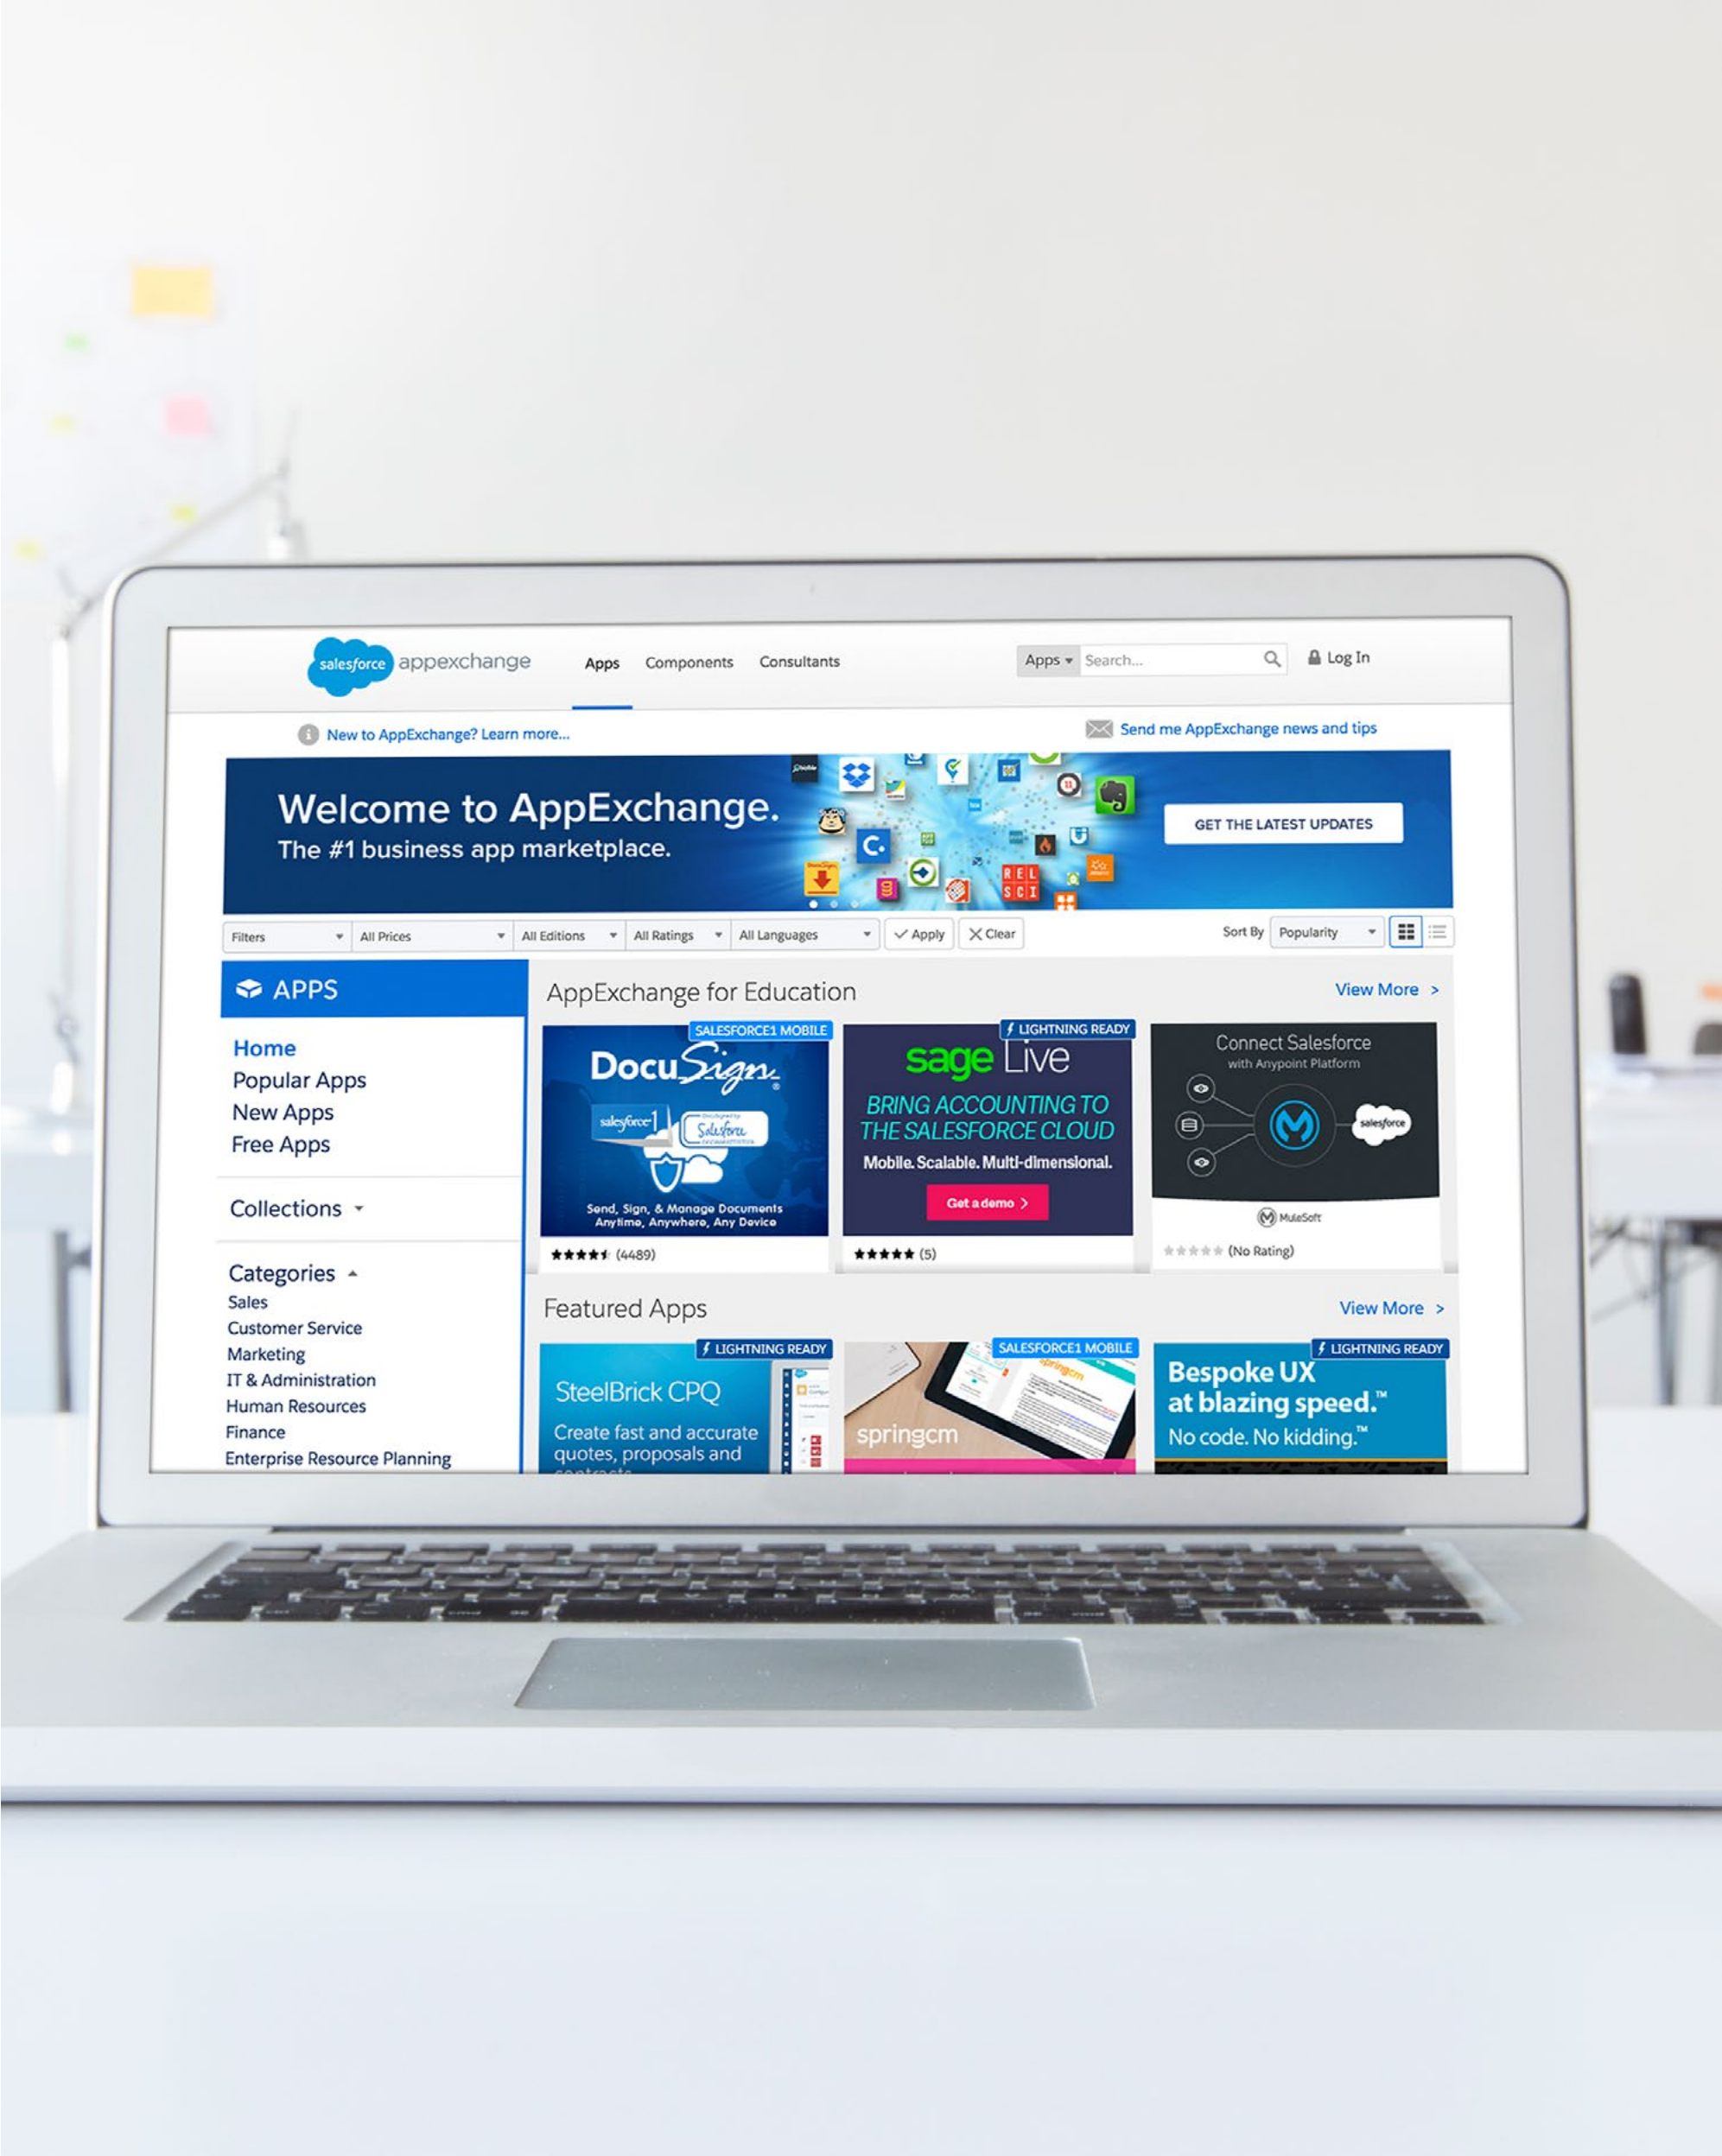 salesforce appexchange
Apps
Components
Consultants
Apps
Search...
Log In
New to AppExchange? Learn more...
Send me AppExchange news and tips
Welcome to AppExchange.
The #1 business app marketplace.
REL
SCI
GET THE LATEST UPDATES
Filters
All Prices
All Editions
All Ratings
All Languages
Apply
Clear
Sort By
Popularity
APPS
Home
Popular Apps
New Apps
Free Apps
Collections
Categories
Sales
Customer Service
Marketing
IT & Administration
Human Resources
Finance
Enterprise Resource Planning
AppExchange for Education
View More >
SALESFORCE1 MOBILE
DocuSign
salesforce1
Salesforce
Send, Sign, & Manage Documents
Anytime, Anywhere, Any Device
(4489)
LIGHTNING READY
sage Live
BRING ACCOUNTING TO
THE SALESFORCE CLOUD
Mobile. Scalable. Multi-dimensional.
Get a demo >
(5)
Connect Salesforce
with Anypoint Platform
salesforce
MuleSoft
(No Rating)
Featured Apps
View More >
LIGHTNING READY
SteelBrick CPQ
Create fast and accurate
quotes, proposals and
SALESFORCE1 MOBILE
springcm
springcm
LIGHTNING READY
Bespoke UX
at blazing speed.™
No code. No kidding.™